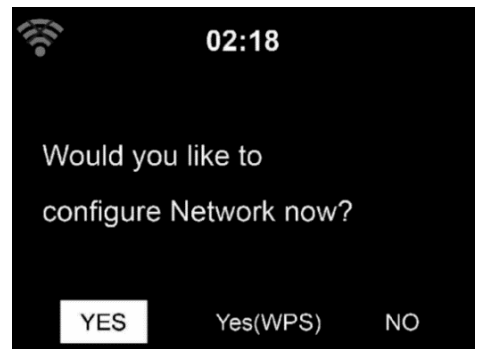 02:18
Would you like to
configure Network now?
YES Yes(WPS) NO